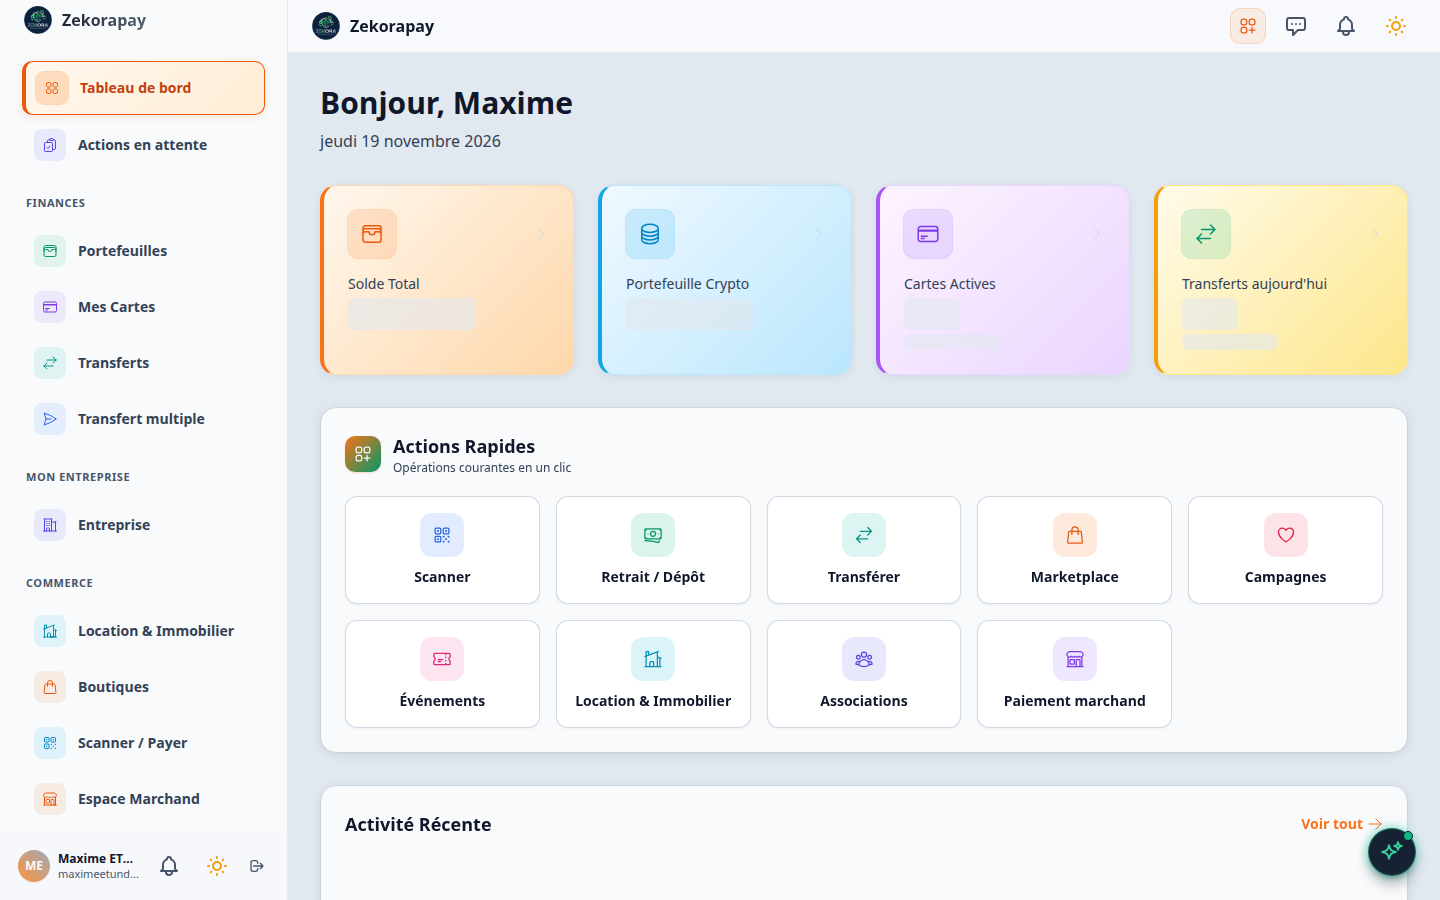 Zekorapay
Tableau de bord
Actions en attente
FINANCES
Portefeuilles
Mes Cartes
Transferts
Transfert multiple
MON ENTREPRISE
Entreprise
COMMERCE
Location & Immobilier
Boutiques
Scanner / Payer
Espace Marchand
ME
Maxime ET...
maximeetund...
Zekorapay
Bonjour, Maxime
jeudi 19 novembre 2026
Solde Total
Portefeuille Crypto
Cartes Actives
Transferts aujourd'hui
Actions Rapides
Opérations courantes en un clic
Scanner
Retrait / Dépôt
Transférer
Marketplace
Campagnes
Événements
Location & Immobilier
Associations
Paiement marchand
Activité Récente
Voir tout